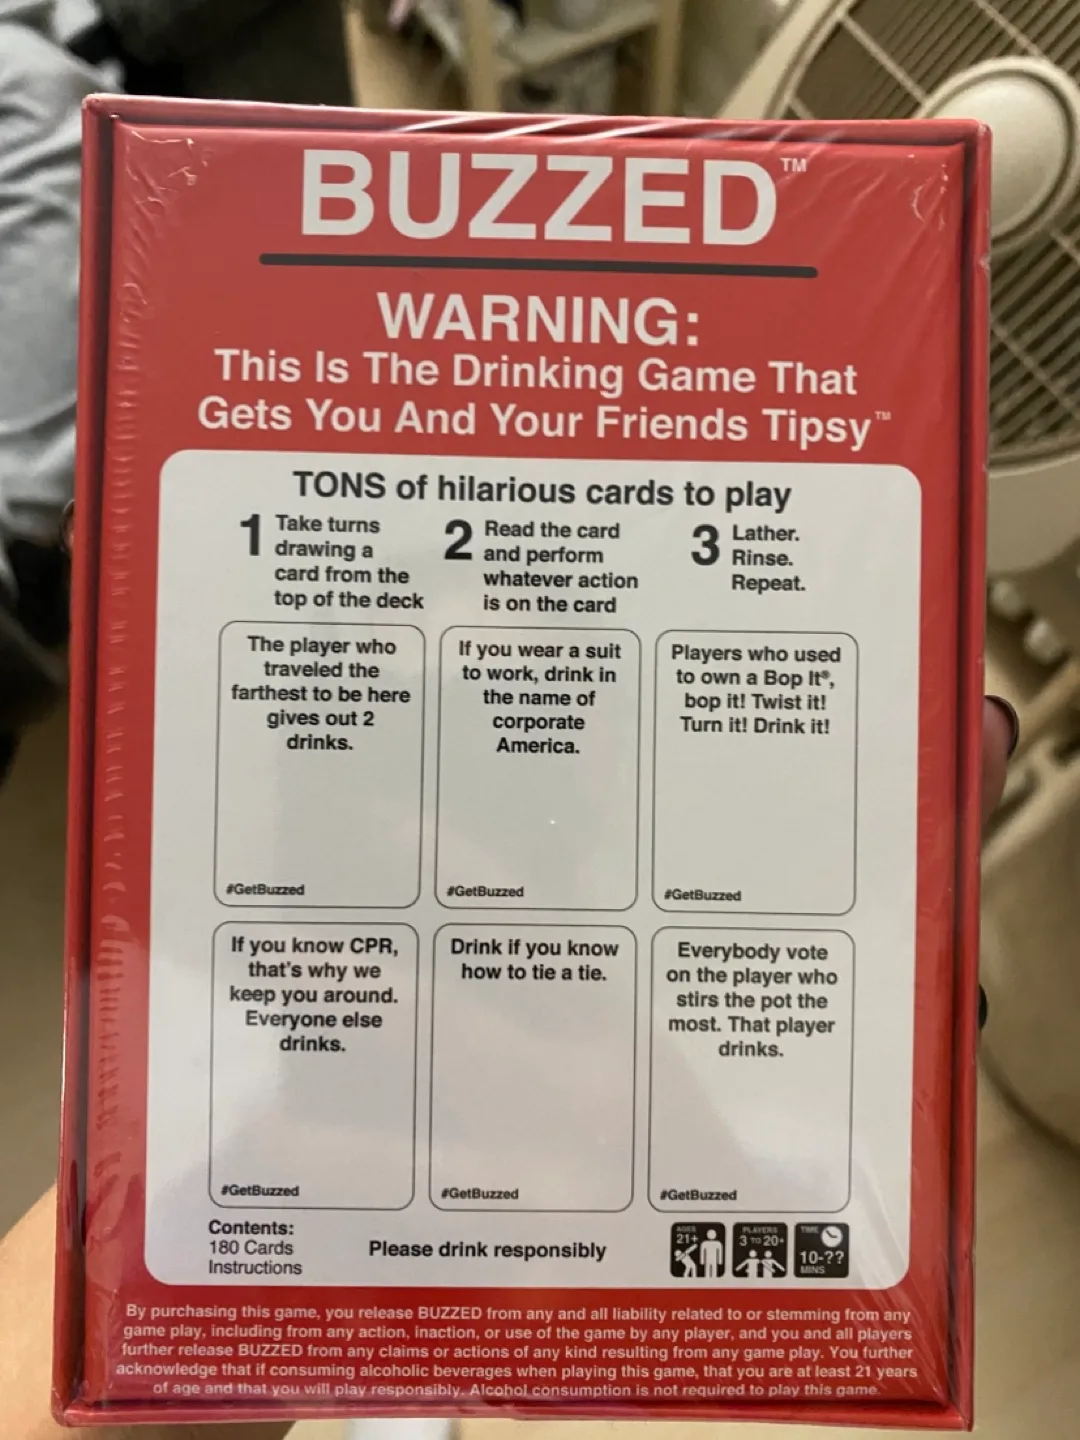 BUZZED™
WARNING:
This Is The Drinking Game That
Gets You And Your Friends Tipsy™
TONS of hilarious cards to play
1 Take turns
drawing a
card from the
top of the deck
2 Read the card
and perform
whatever action
is on the card
3 Lather.
Rinse.
Repeat.
The player who
traveled the
farthest to be here
gives out 2
drinks.
#GetBuzzed
If you wear a suit
to work, drink in
the name of
corporate
America.
#GetBuzzed
Players who used
to own a Bop It®,
bop it! Twist it!
Turn it! Drink it!
#GetBuzzed
If you know CPR,
that's why we
keep you around.
Everyone else
drinks.
#GetBuzzed
Drink if you know
how to tie a tie.
#GetBuzzed
Everybody vote
on the player who
stirs the pot the
most. That player
drinks.
#GetBuzzed
Contents:
180 Cards
Instructions
Please drink responsibly
AGES
21+
PLAYERS
3 TO 20+
TIME
10-??
MINS
By purchasing this game, you release BUZZED from any and all liability related to or stemming from any
game play, including from any action, inaction, or use of the game by any player, and you and all players
further release BUZZED from any claims or actions of any kind resulting from any game play. You further
acknowledge that if consuming alcoholic beverages when playing this game, that you are at least 21 years
of age and that you will play responsibly. Alcohol consumption is not required to play this game.